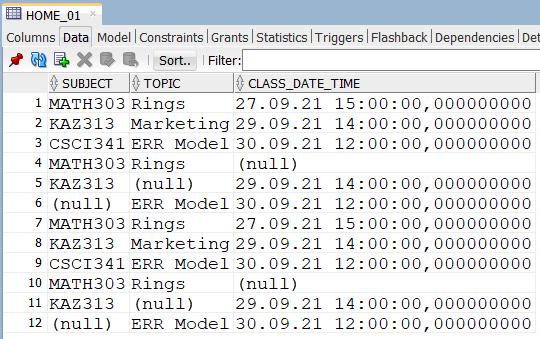 HOME_01 ×
Columns Data Model Constraints Grants Statistics Triggers Flashback Dependencies Det
Sort.. Filter:
SUBJECT TOPIC CLASS_DATE_TIME
1 MATH303 Rings 27.09.21 15:00:00,000000000
2 KAZ313 Marketing 29.09.21 14:00:00,000000000
3 CSCI341 ERR Model 30.09.21 12:00:00,000000000
4 MATH303 Rings (null)
5 KAZ313 (null) 29.09.21 14:00:00,000000000
6 (null) ERR Model 30.09.21 12:00:00,000000000
7 MATH303 Rings 27.09.21 15:00:00,000000000
8 KAZ313 Marketing 29.09.21 14:00:00,000000000
9 CSCI341 ERR Model 30.09.21 12:00:00,000000000
10 MATH303 Rings (null)
11 KAZ313 (null) 29.09.21 14:00:00,000000000
12 (null) ERR Model 30.09.21 12:00:00,000000000